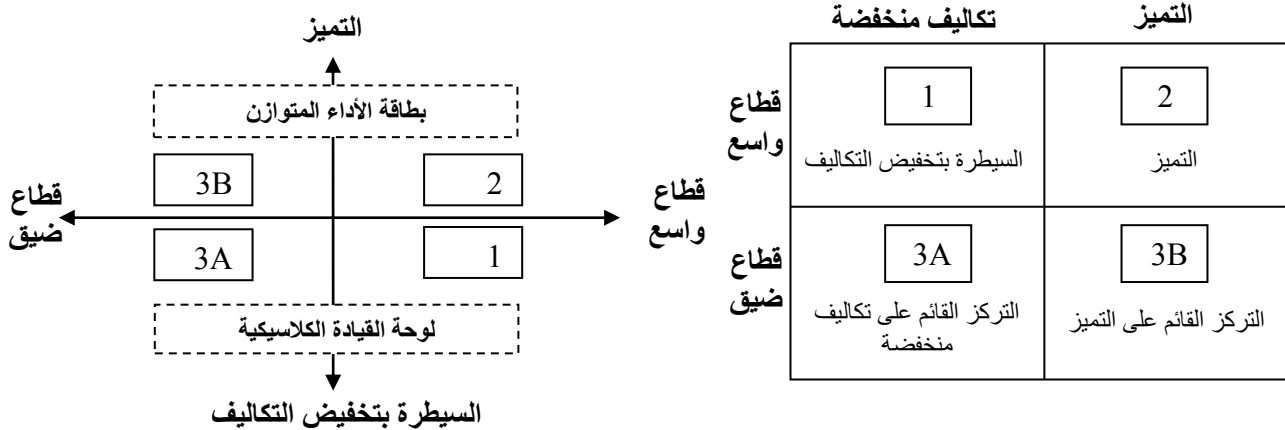 تكاليف منخفضة
التميز
قطاع
واسع
1
2
السيطرة بتخفيض التكاليف
التميز
قطاع
ضيق
3A
3B
التركز القائم على تكاليف
منخفضة
التركز القائم على التميز
التميز
بطاقة الأداء المتوازن
3B
2
قطاع
ضيق
قطاع
واسع
3A
1
لوحة القيادة الكلاسيكية
السيطرة بتخفيض التكاليف